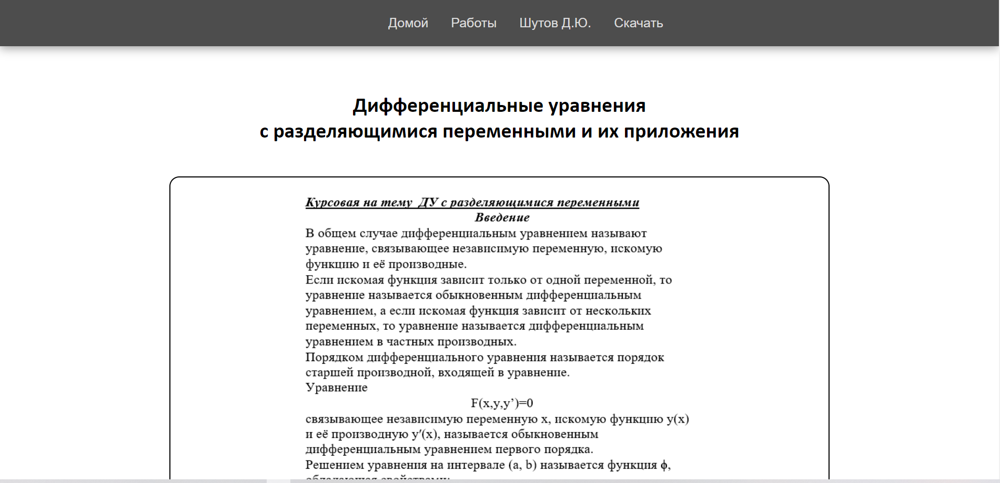 Домой Работы Шутов Д.Ю. Скачать
Дифференциальные уравнения
с разделяющимися переменными и их приложения
Курсовая на тему ДУ с разделяющимися переменными
Введение
В общем случае дифференциальным уравнением называют
уравнение, связывающее независимую переменную, искомую
функцию и её производные.
Если искомая функция зависит только от одной переменной, то
уравнение называется обыкновенным дифференциальным
уравнением, а если искомая функция зависит от нескольких
переменных, то уравнение называется дифференциальным
уравнением в частных производных.
Порядком дифференциального уравнения называется порядок
старшей производной, входящей в уравнение.
Уравнение
F(x,y,y’)=0
связывающее независимую переменную x, искомую функцию y(x)
и её производную y′(x), называется обыкновенным
дифференциальным уравнением первого порядка.
Решением уравнения на интервале (a, b) называется функция ϕ,
обладающая свойствами: